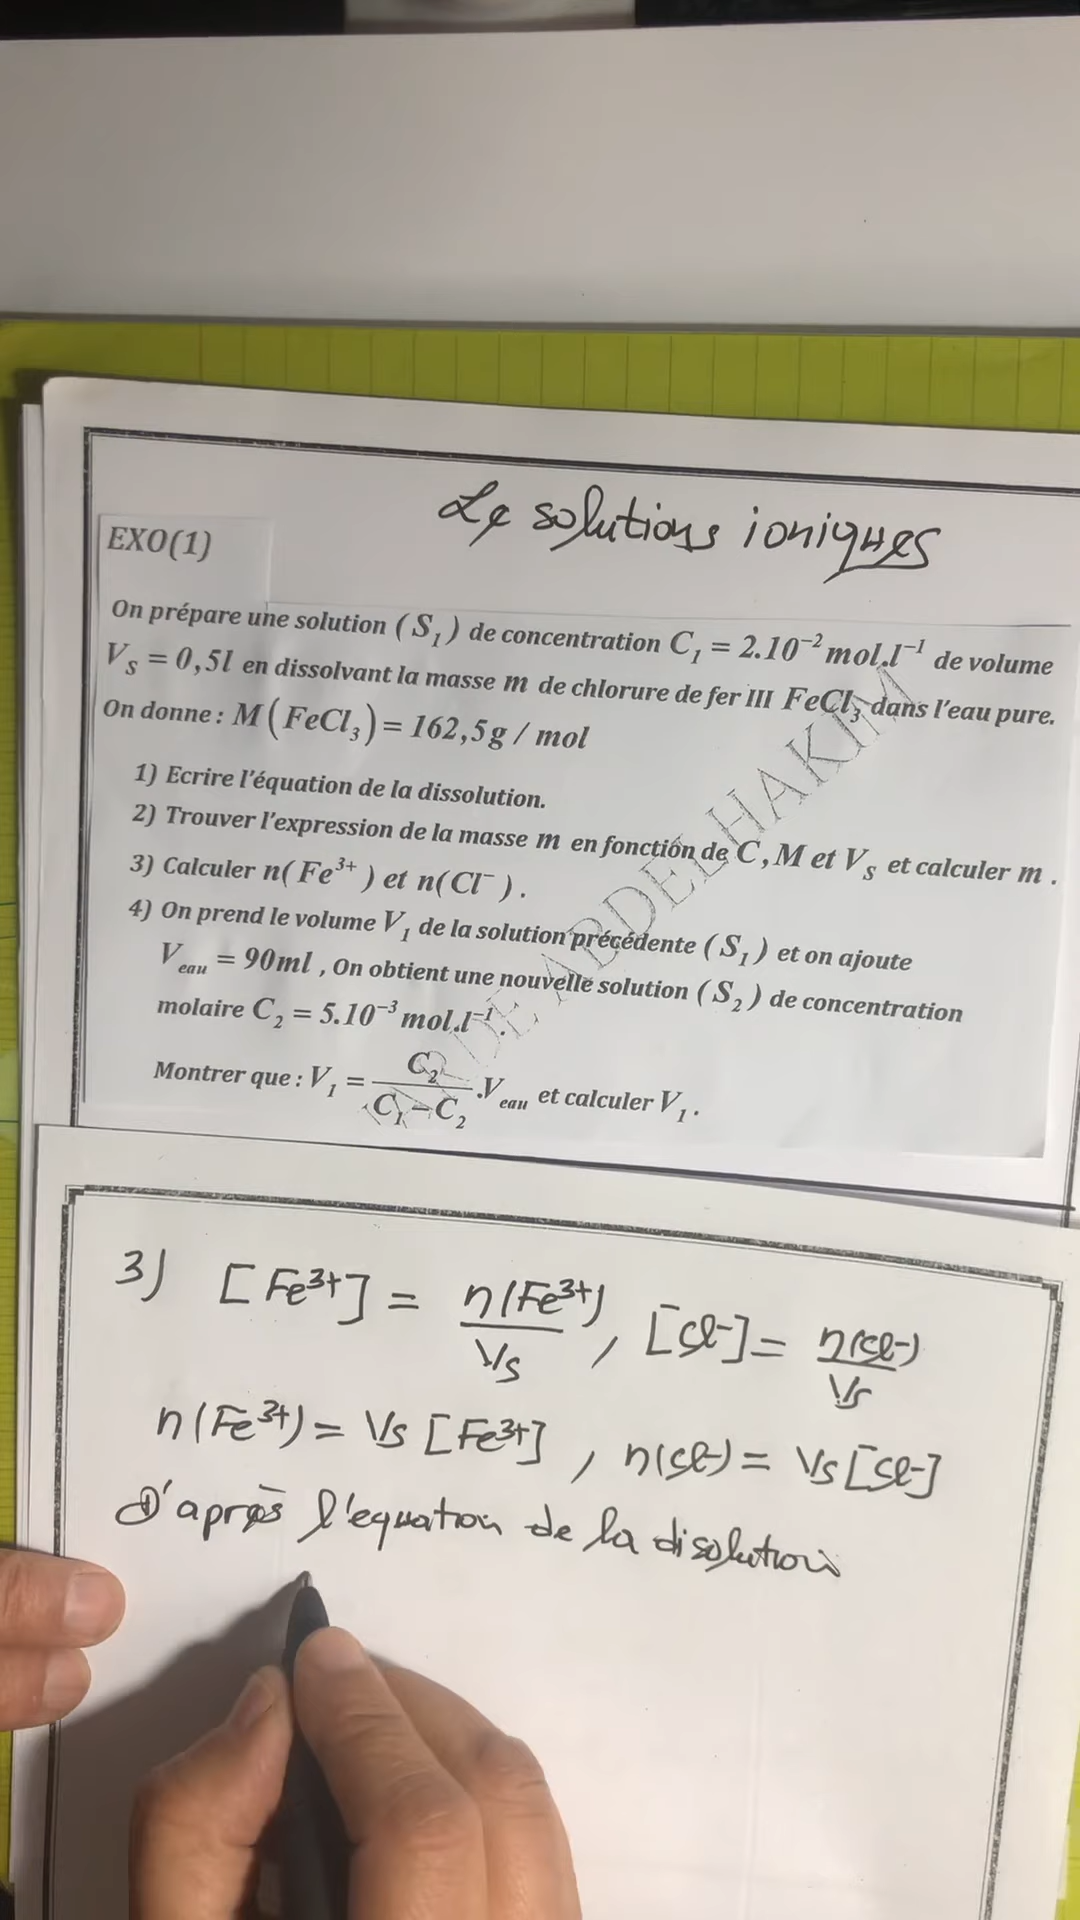 Le solutions ioniques
EXO(1)
On prépare une solution (S₁) de concentration C₁ = 2.10⁻² mol.l⁻¹ de volume
Vₛ = 0,5l en dissolvant la masse m de chlorure de fer III FeCl₃ dans l'eau pure.
On donne : M(FeCl₃) = 162,5g / mol
1) Ecrire l'équation de la dissolution.
2) Trouver l'expression de la masse m en fonction de C, M et Vₛ et calculer m .
3) Calculer n( Fe³⁺ ) et n(Cl⁻ ) .
4) On prend le volume V₁ de la solution précédente (S₁) et on ajoute
Vₑₐᵤ = 90ml , On obtient une nouvelle solution (S₂) de concentration
molaire C₂ = 5.10⁻³ mol.l⁻¹.
Montrer que : V₁ = C₂ / (C₁ − C₂) .Vₑₐᵤ et calculer V₁ .
ABDELHAKIM
3) [Fe³⁺] = n(Fe³⁺) / Vs , [Cl⁻] = n(Cl⁻) / Vs
n(Fe³⁺) = Vs [Fe³⁺] , n(Cl⁻) = Vs [Cl⁻]
D'après l'equation de la disolution